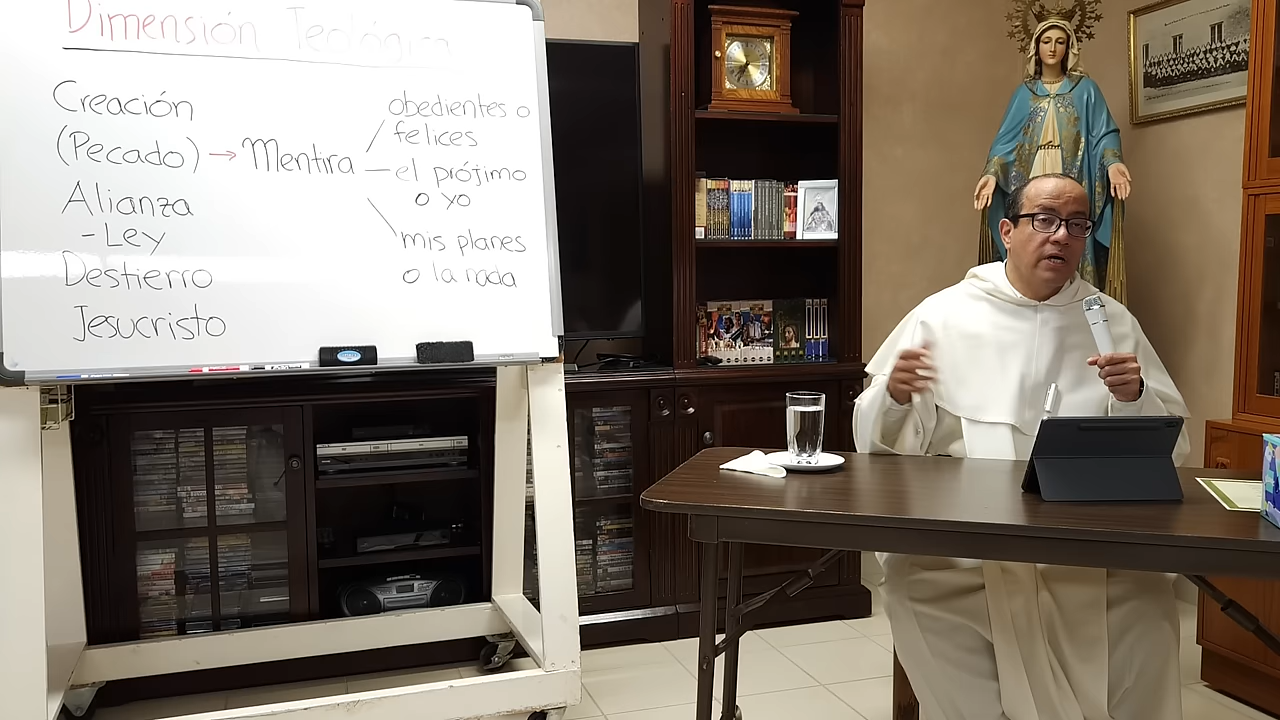 Dimensión Teológica
Creación
(Pecado) → Mentira
Alianza
-Ley
Destierro
Jesucristo
obedientes o
felices
el prójimo
o yo
mis planes
o la nada